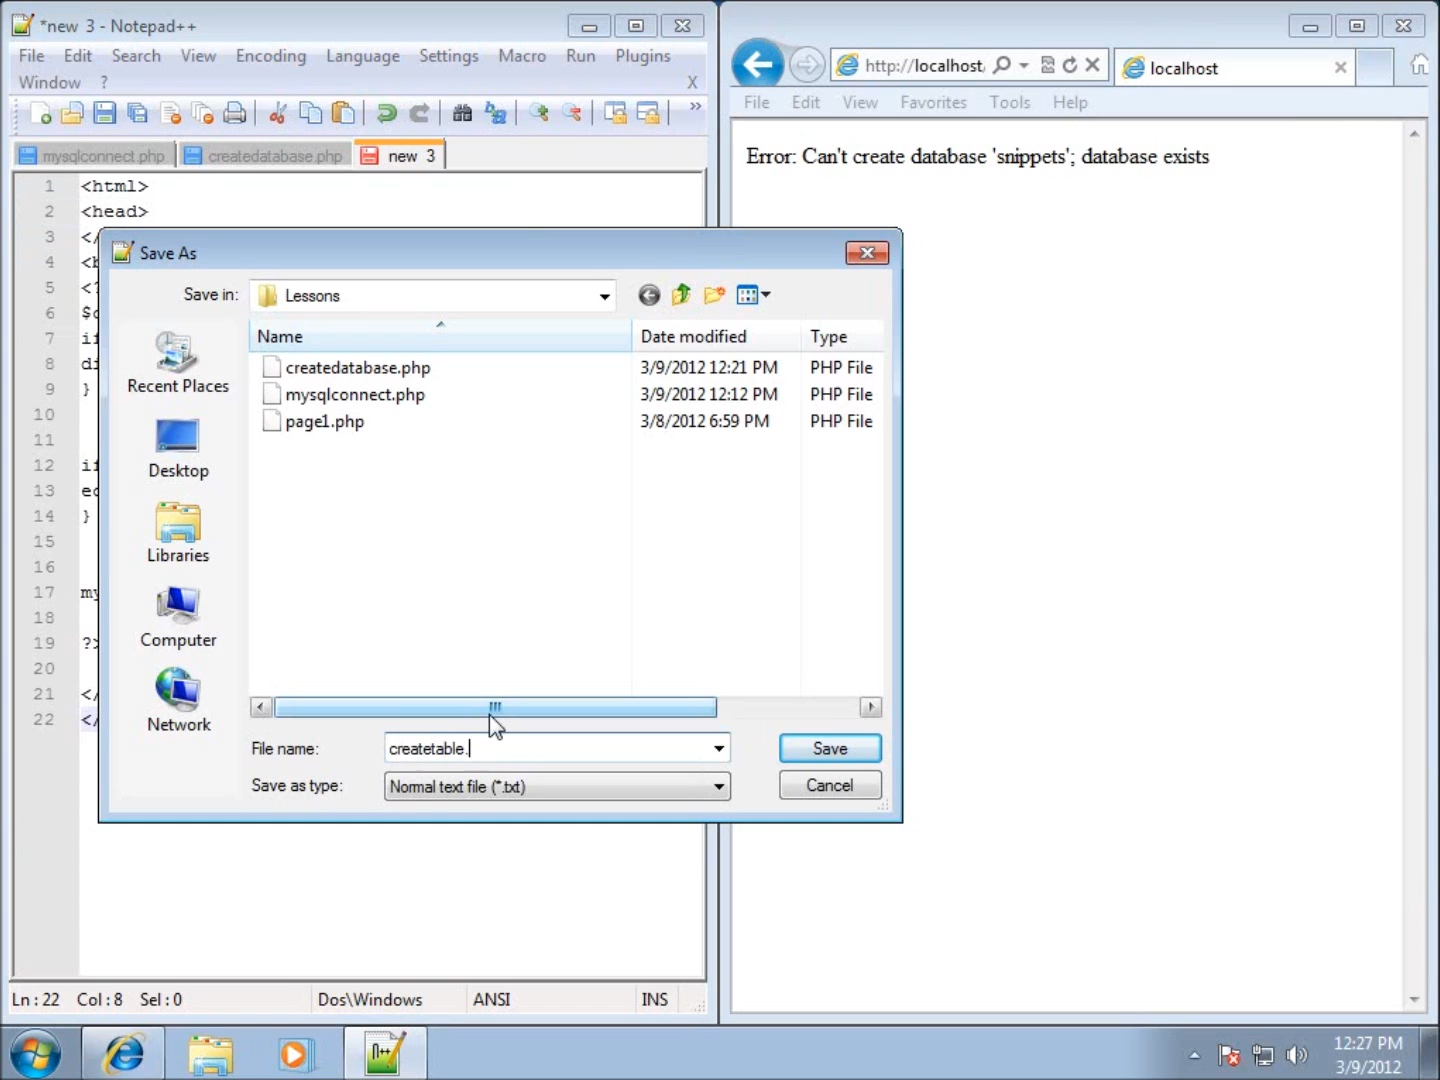 *new 3 - Notepad++
File Edit Search View Encoding Language Settings Macro Run Plugins
Window ? X
mysqlconnect.php createdatabase.php new 3
1 <html>
2 <head>
3 </
4
5 <?
6
7 if
8
9 }
10
11
12 if
13
14 }
15
16
17
18
19 ?>
20
21 </
22 </
Ln : 22 Col : 8 Sel : 0 Dos\Windows ANSI INS
Save As
Save in: Lessons
Name Date modified Type
createdatabase.php 3/9/2012 12:21 PM PHP File
mysqlconnect.php 3/9/2012 12:12 PM PHP File
page1.php 3/8/2012 6:59 PM PHP File
Recent Places
Desktop
Libraries
Computer
Network
File name: createtable. Save
Save as type: Normal text file (*.txt) Cancel
http://localhost localhost
File Edit View Favorites Tools Help
Error: Can't create database 'snippets'; database exists
12:27 PM
3/9/2012